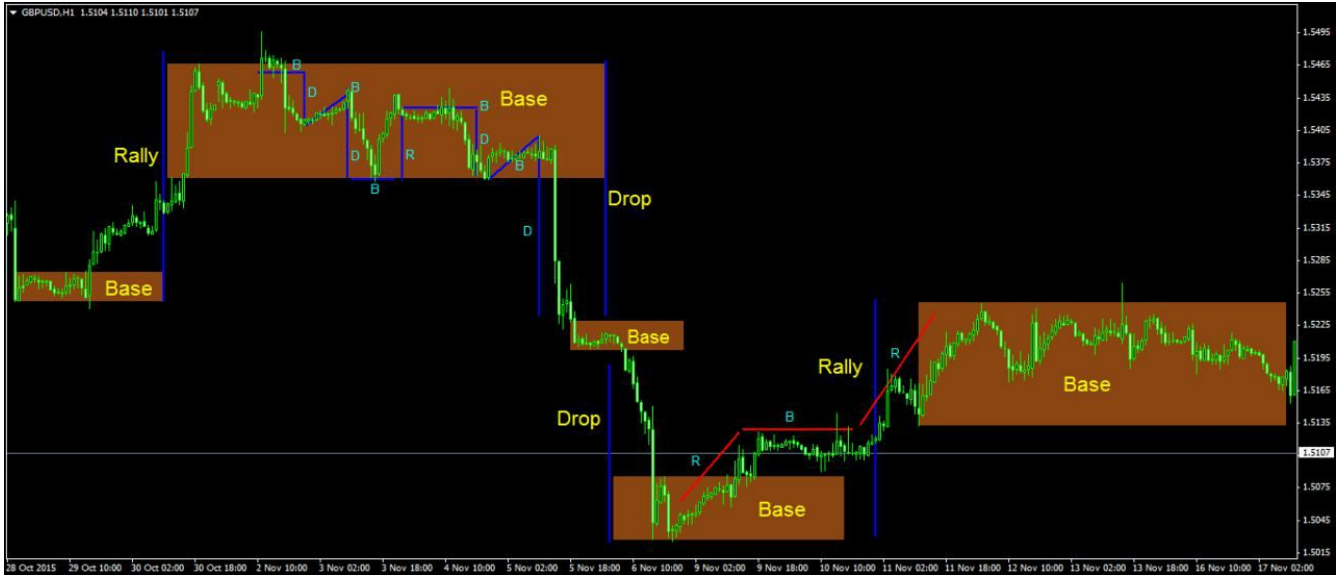 GBPUSD,H1 1.5104 1.5110 1.5101 1.5107
1.5495
1.5465
1.5435
1.5405
1.5375
1.5345
1.5315
1.5285
1.5255
1.5225
1.5195
1.5165
1.5135
1.5107
1.5075
1.5045
1.5015
B
D
B
B
Base
Rally
D
R
D
B
B
Drop
D
Base
Base
Rally
R
Base
Drop
B
R
Base
28 Oct 2015 29 Oct 10:00 30 Oct 02:00 30 Oct 18:00 2 Nov 10:00 3 Nov 02:00 3 Nov 18:00 4 Nov 10:00 5 Nov 02:00 5 Nov 18:00 6 Nov 10:00 9 Nov 02:00 9 Nov 18:00 10 Nov 10:00 11 Nov 02:00 11 Nov 18:00 12 Nov 10:00 13 Nov 02:00 13 Nov 18:00 16 Nov 10:00 17 Nov 02:00